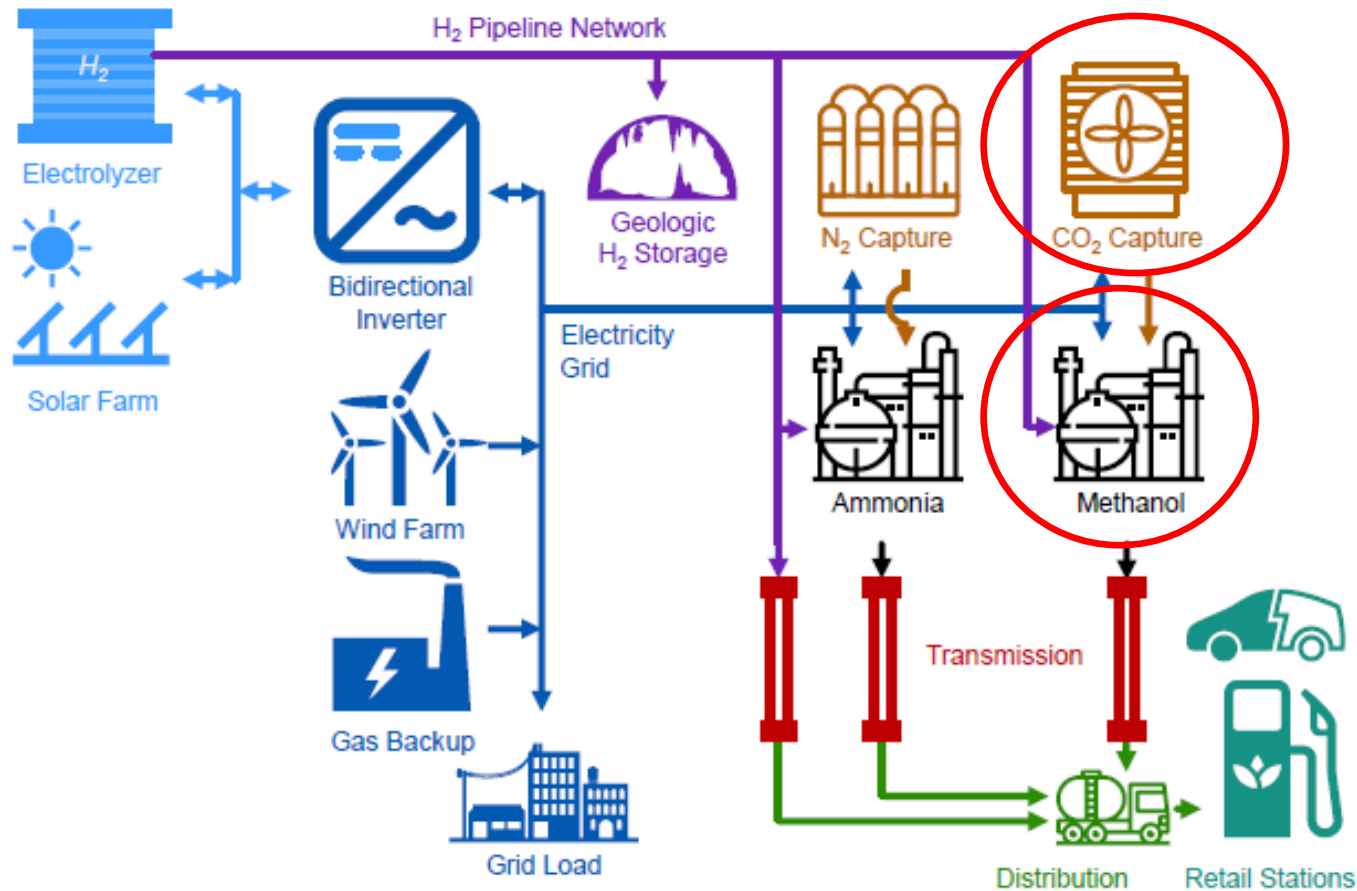 H₂ Pipeline Network
H₂
Electrolyzer
Solar Farm
Bidirectional
Inverter
Geologic
H₂ Storage
N₂ Capture
CO₂ Capture
Electricity
Grid
Wind Farm
Ammonia
Methanol
Gas Backup
Transmission
Grid Load
Distribution
Retail Stations